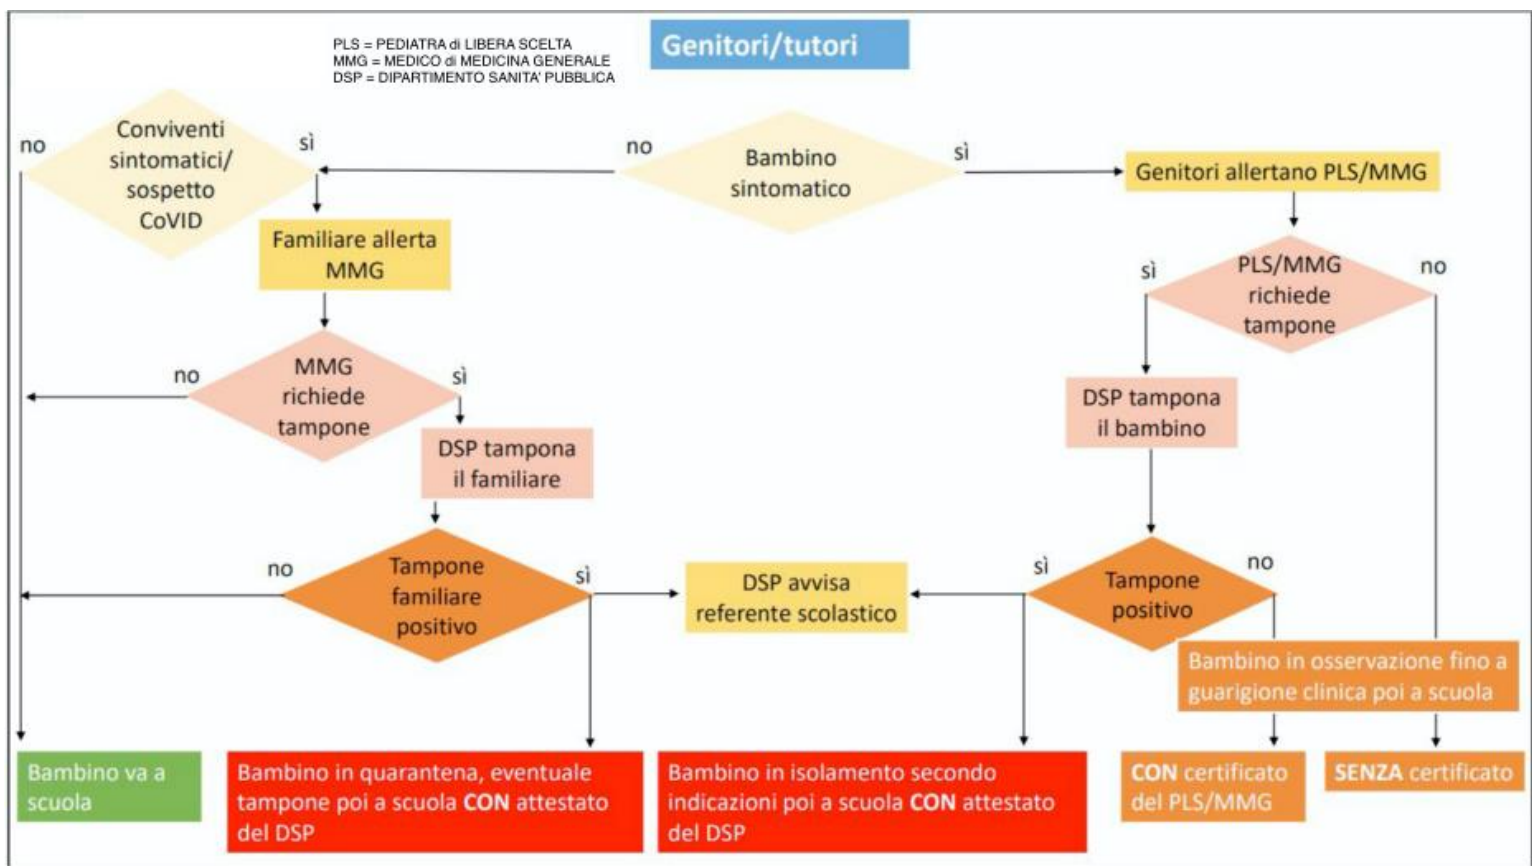 PLS = PEDIATRA di LIBERA SCELTA
MMG = MEDICO di MEDICINA GENERALE
DSP = DIPARTIMENTO SANITA' PUBBLICA
Genitori/tutori
no
Conviventi
sintomatici/
sospetto
CoVID
sì
no
Bambino
sintomatico
sì
Genitori allertano PLS/MMG
Familiare allerta
MMG
sì
PLS/MMG
richiede
tampone
no
no
MMG
richiede
tampone
sì
DSP tampona
il bambino
DSP tampona
il familiare
no
Tampone
familiare
positivo
sì
DSP avvisa
referente scolastico
sì
Tampone
positivo
no
Bambino in osservazione fino a
guarigione clinica poi a scuola
Bambino va a
scuola
Bambino in quarantena, eventuale
tampone poi a scuola CON attestato
del DSP
Bambino in isolamento secondo
indicazioni poi a scuola CON attestato
del DSP
CON certificato
del PLS/MMG
SENZA certificato